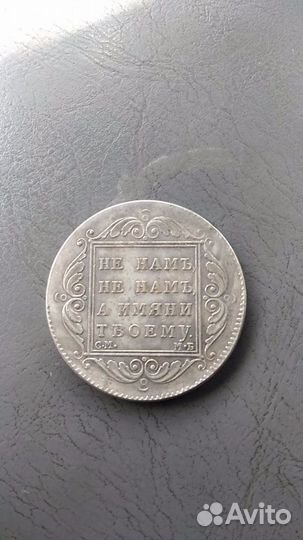 НЕ НАМЪ
НЕ НАМЪ
А ИМЯНИ
ТВОЕМУ.
С.М. М.Б
Avito